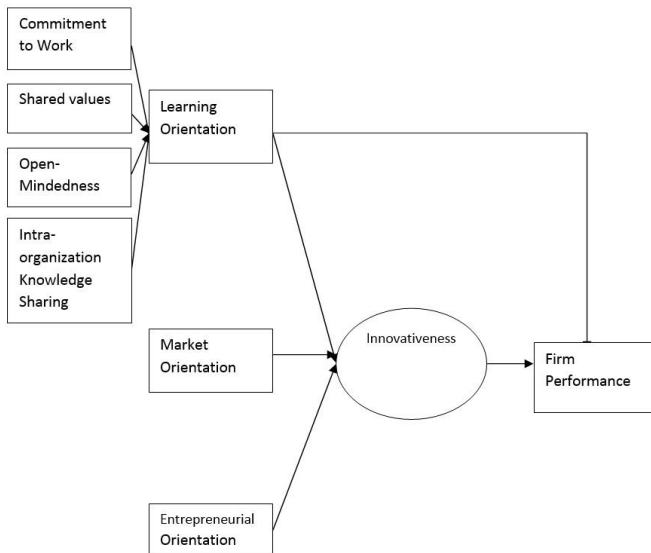 Commitment
to Work
Shared values
Open-
Mindedness
Intra-
organization
Knowledge
Sharing
Learning
Orientation
Market
Orientation
Entrepreneurial
Orientation
Innovativeness
Firm
Performance